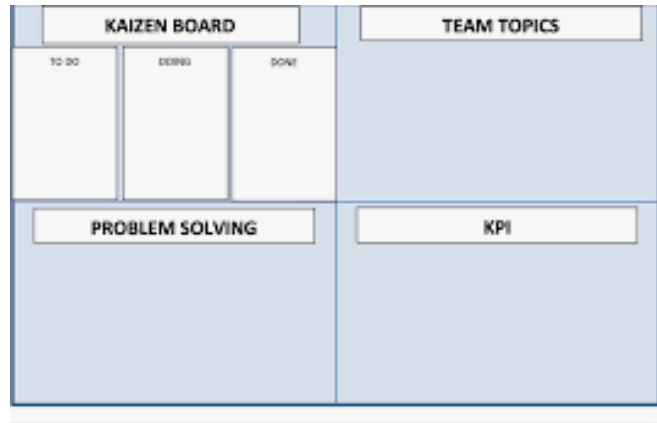 KAIZEN BOARD
TEAM TOPICS
TO DO
DOING
DONE
PROBLEM SOLVING
KPI